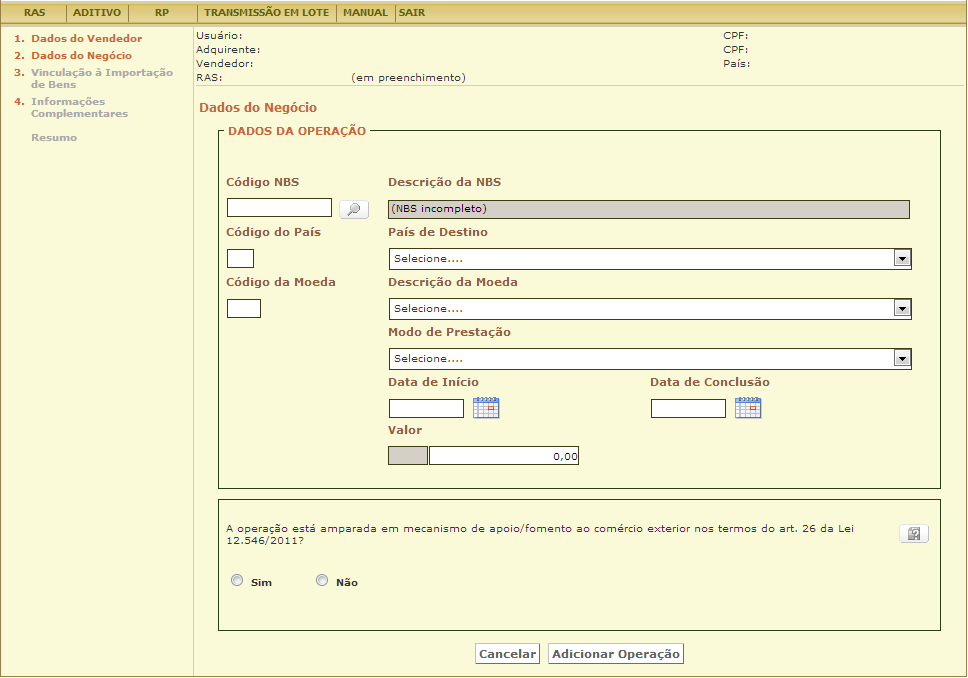 RAS ADITIVO RP TRANSMISSÃO EM LOTE MANUAL SAIR
1. Dados do Vendedor
2. Dados do Negócio
3. Vinculação à Importação
de Bens
4. Informações
Complementares
Resumo
Usuário: CPF:
Adquirente: CPF:
Vendedor: País:
RAS: (em preenchimento)
Dados do Negócio
DADOS DA OPERAÇÃO
Código NBS Descrição da NBS
(NBS incompleto)
Código do País País de Destino
Selecione....
Código da Moeda Descrição da Moeda
Selecione....
Modo de Prestação
Selecione....
Data de Início Data de Conclusão
Valor
0,00
A operação está amparada em mecanismo de apoio/fomento ao comércio exterior nos termos do art. 26 da Lei
12.546/2011?
Sim Não
Cancelar Adicionar Operação